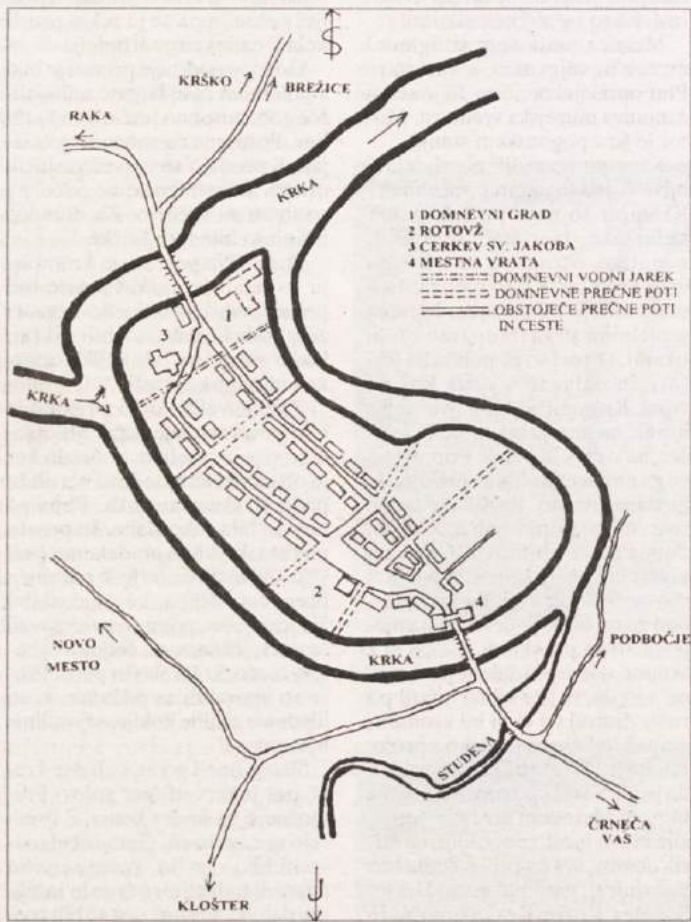 S
KRŠKO
BREŽICE
RAKA
KRKA
1 DOMNEVNI GRAD
2 ROTOVŽ
3 CERKEV SV. JAKOBA
4 MESTNA VRATA
DOMNEVNI VODNI JAREK
DOMNEVNE PREČNE POTI
OBSTOJEČE PREČNE POTI
IN CESTE
1
3
KRKA
2
4
NOVO
MESTO
KRKA
PODBOČJE
STUDENA
ČRNEČA
VAS
KLOŠTER
J